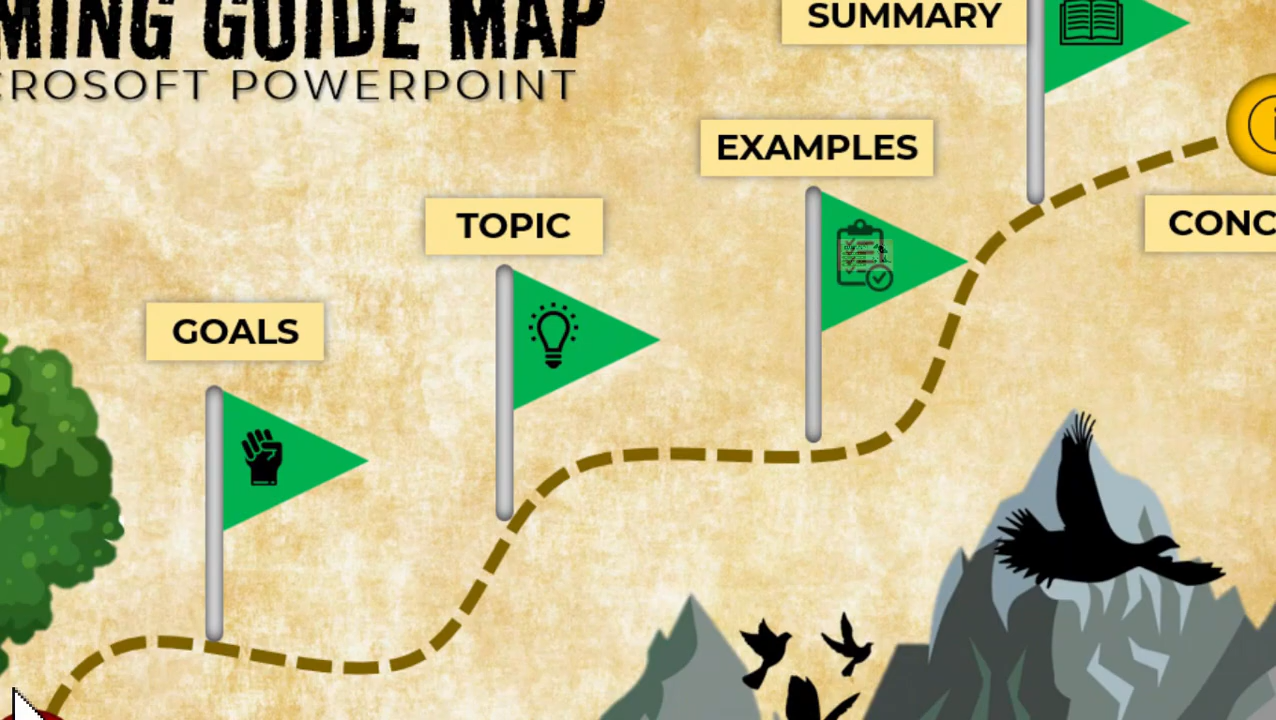 MING GUIDE MAP
CROSOFT POWERPOINT
SUMMARY
EXAMPLES
TOPIC
CONC
GOALS